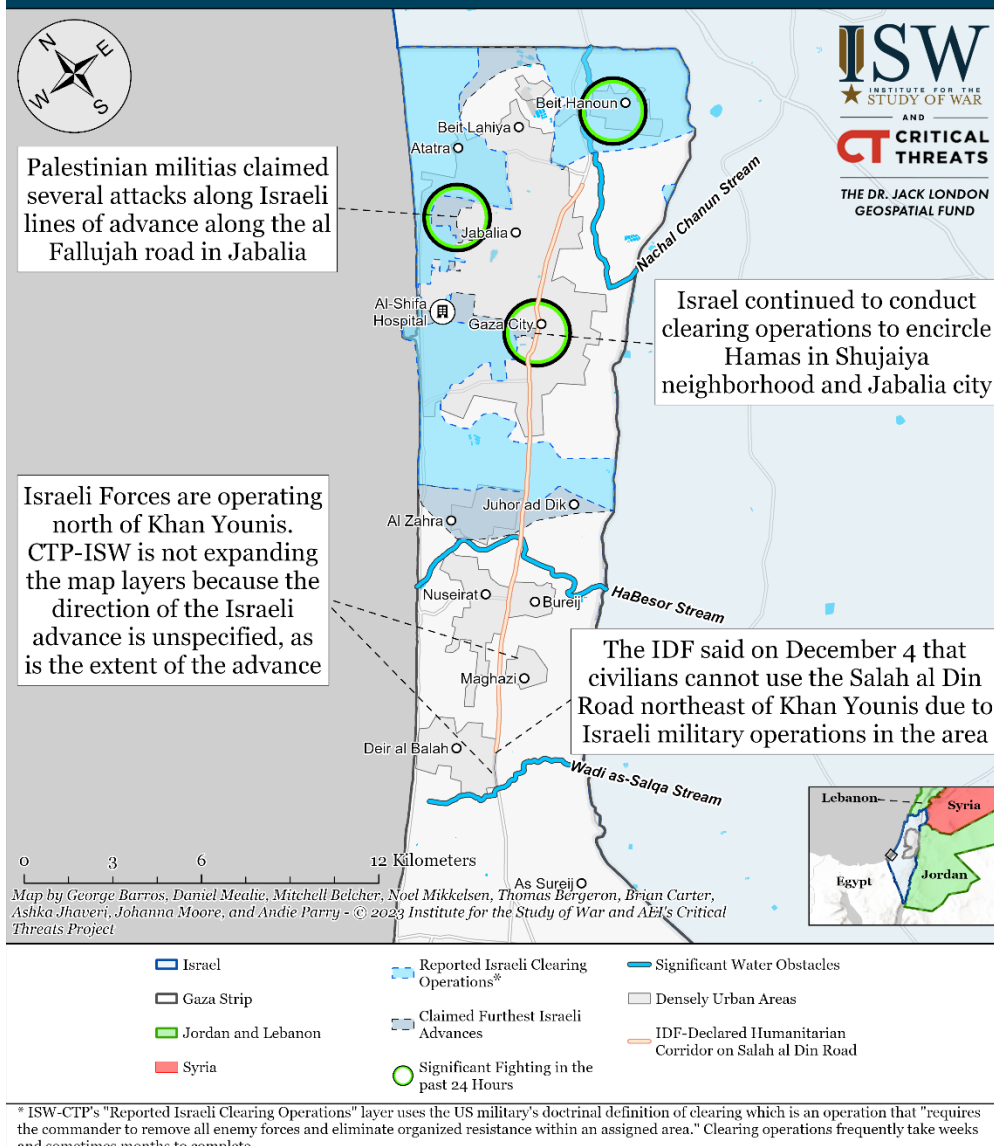 N
E
W
S
ISW
INSTITUTE FOR THE
STUDY OF WAR
AND
CT CRITICAL
THREATS
THE DR. JACK LONDON
GEOSPATIAL FUND
Beit Hanoun
Beit Lahiya
Atatra
Palestinian militias claimed
several attacks along Israeli
lines of advance along the al
Fallujah road in Jabalia
Jabalia
Nachal Chanun Stream
Al-Shifa
Hospital
Gaza City
Israel continued to conduct
clearing operations to encircle
Hamas in Shujaiya
neighborhood and Jabalia city
Israeli Forces are operating
north of Khan Younis.
CTP-ISW is not expanding
the map layers because the
direction of the Israeli
advance is unspecified, as
is the extent of the advance
Juhor ad Dik
Al Zahra
Nuseirat
Bureij
HaBesor Stream
Maghazi
The IDF said on December 4 that
civilians cannot use the Salah al Din
Road northeast of Khan Younis due to
Israeli military operations in the area
Deir al Balah
Wadi as-Salqa Stream
Lebanon
Syria
Jordan
Egypt
0 3 6 12 Kilometers
As Sureij
Map by George Barros, Daniel Mealie, Mitchell Belcher, Noel Mikkelsen, Thomas Bergeron, Brian Carter,
Ashka Jhaveri, Johanna Moore, and Andie Parry - © 2023 Institute for the Study of War and AEI's Critical
Threats Project
Israel
Gaza Strip
Jordan and Lebanon
Syria
Reported Israeli Clearing
Operations*
Claimed Furthest Israeli
Advances
Significant Fighting in the
past 24 Hours
Significant Water Obstacles
Densely Urban Areas
IDF-Declared Humanitarian
Corridor on Salah al Din Road
* ISW-CTP's "Reported Israeli Clearing Operations" layer uses the US military's doctrinal definition of clearing which is an operation that "requires
the commander to remove all enemy forces and eliminate organized resistance within an assigned area." Clearing operations frequently take weeks
and sometimes months to complete